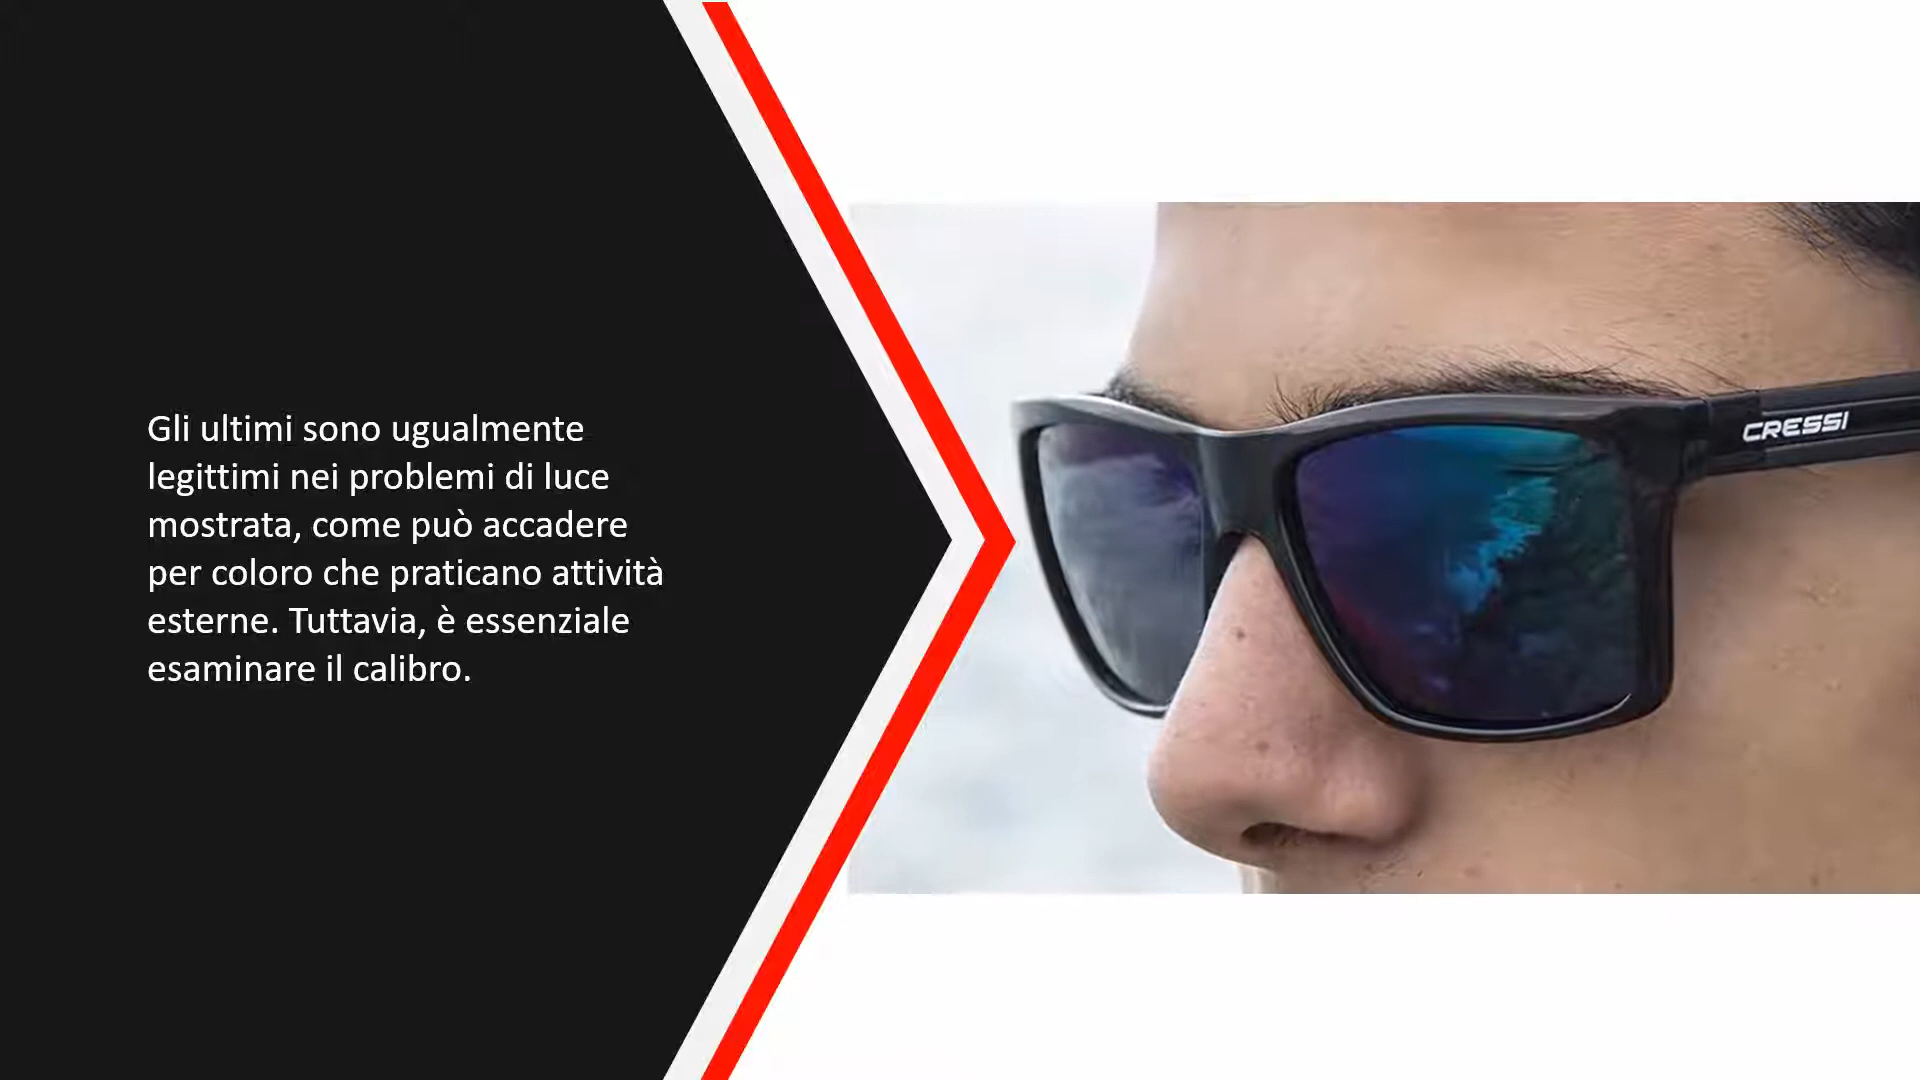 Gli ultimi sono ugualmente
legittimi nei problemi di luce
mostrata, come può accadere
per coloro che praticano attività
esterne. Tuttavia, è essenziale
esaminare il calibro.
CRESSI